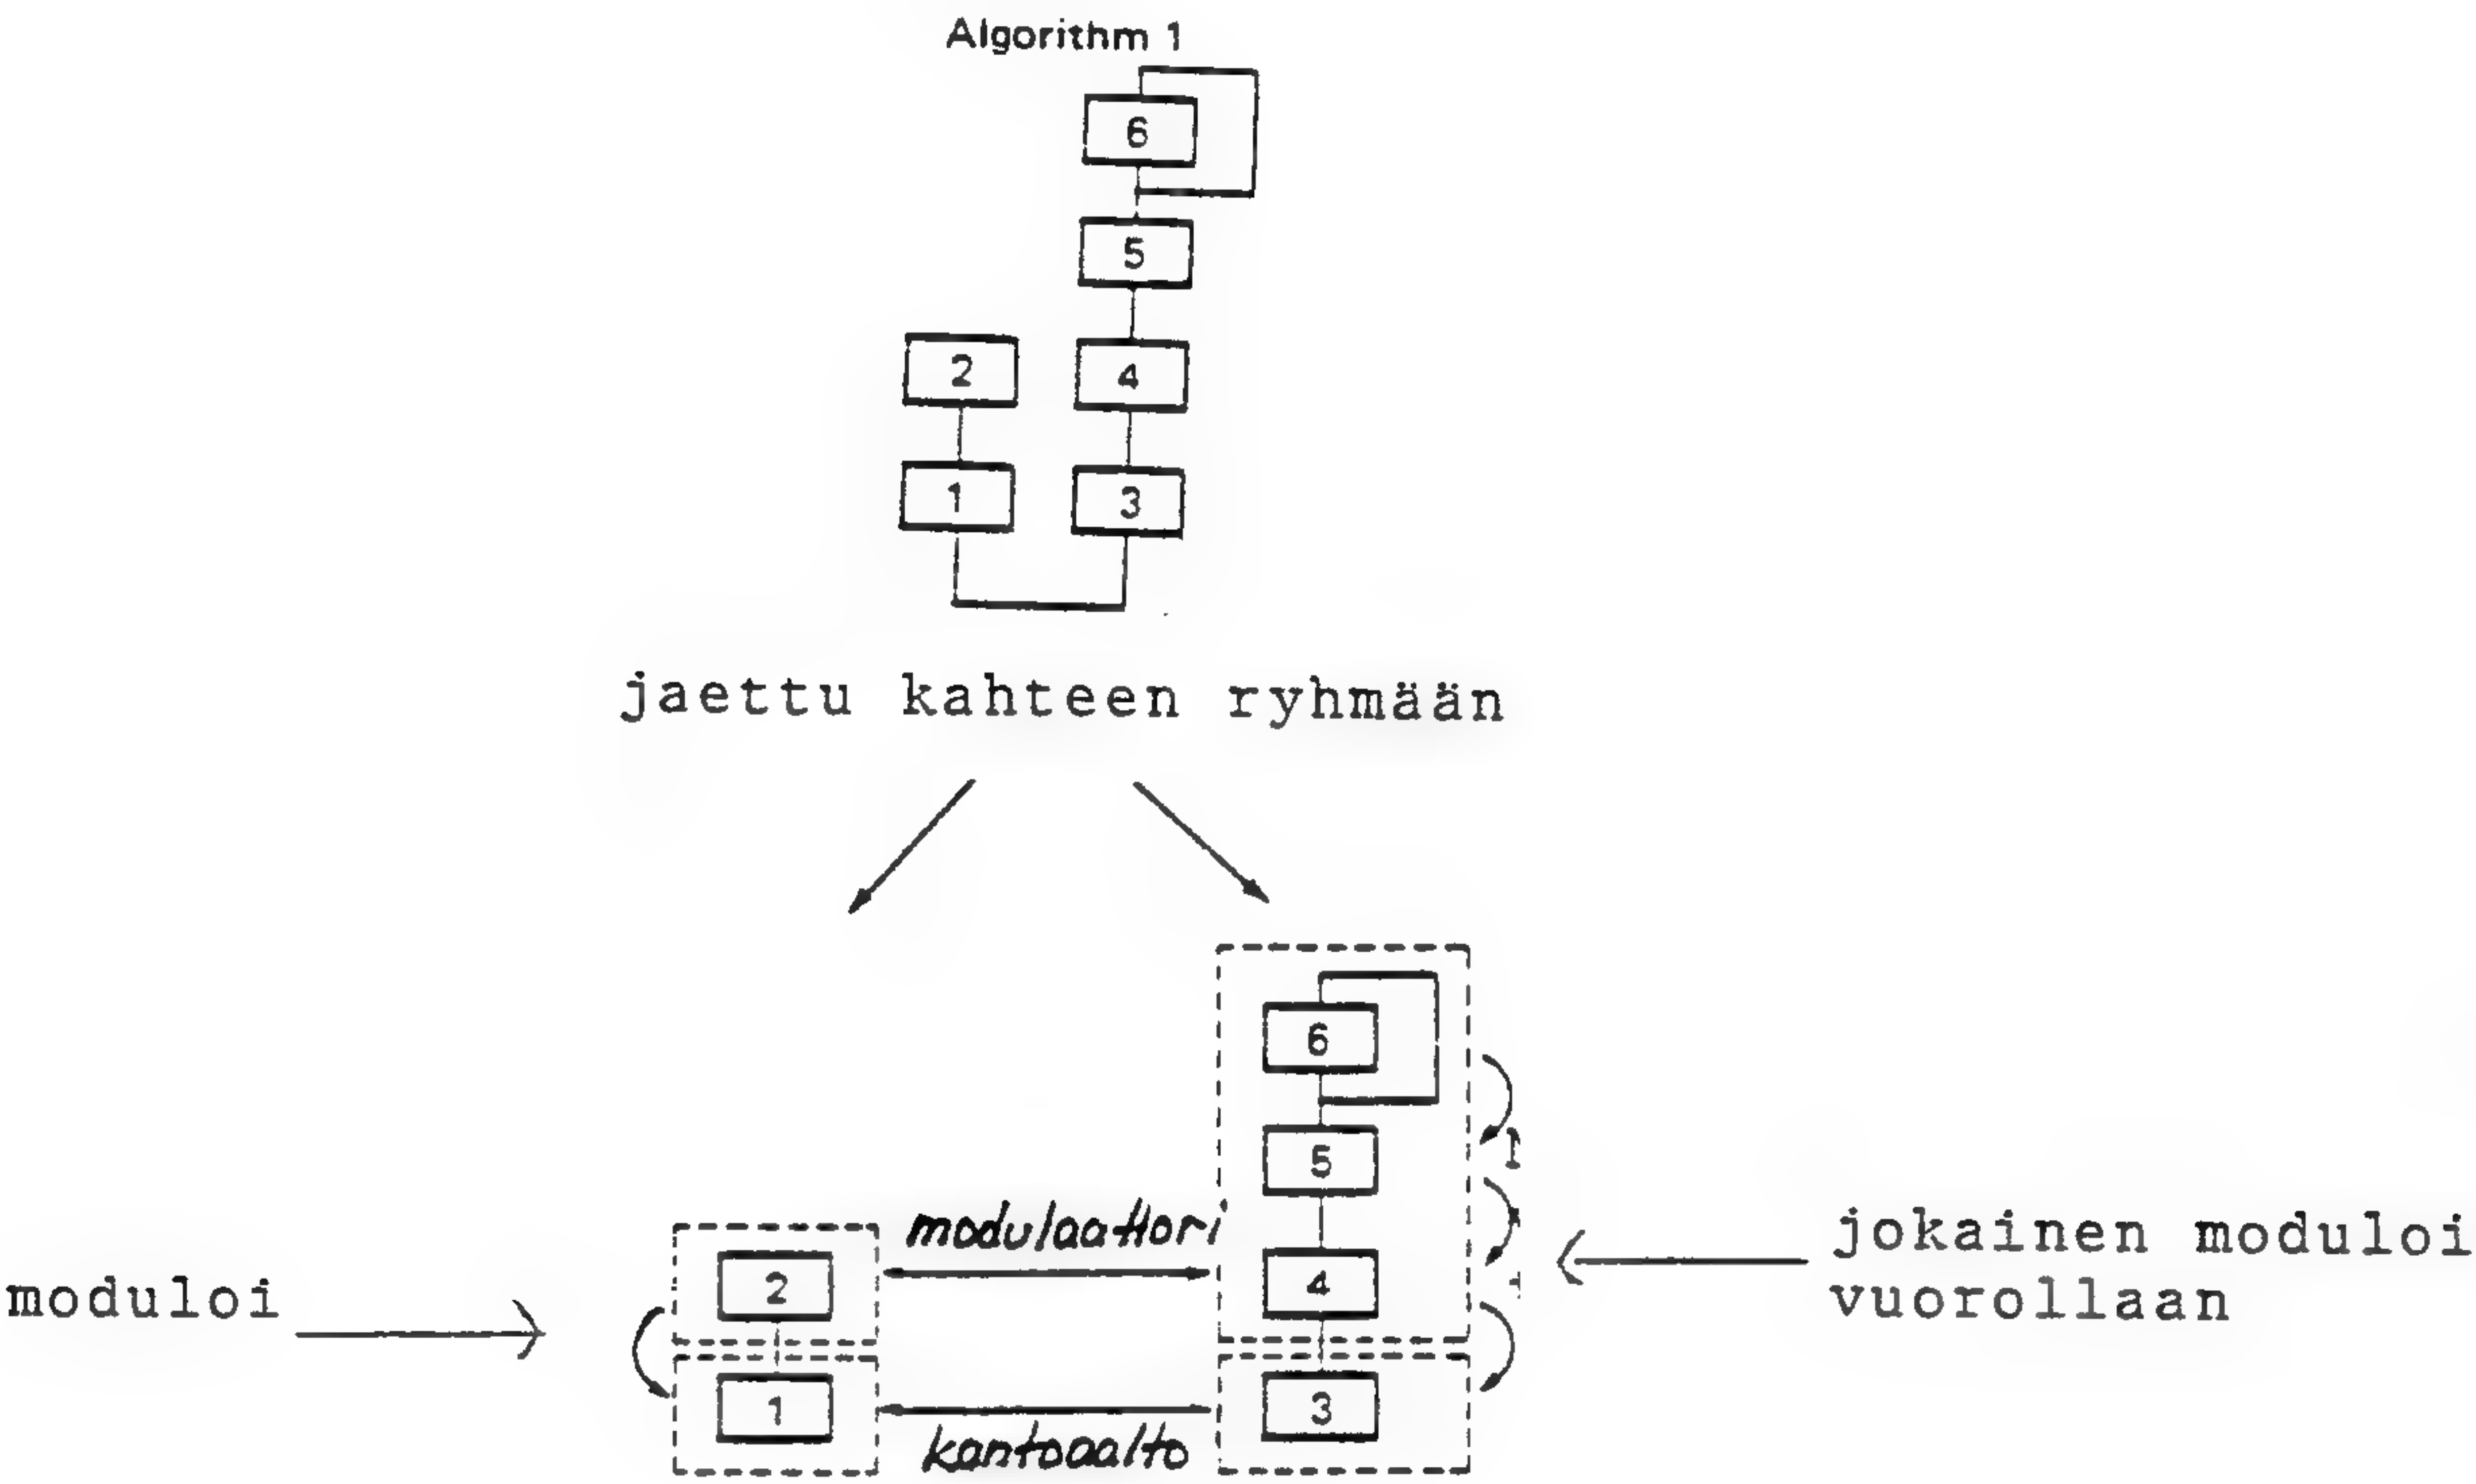 Algorithm 1
6
5
2 4
1 3
jaettu kahteen ryhmään
6
5
modulaattori
jokainen moduloi
2 4
moduloi
vuorollaan
1 3
kantoaalto